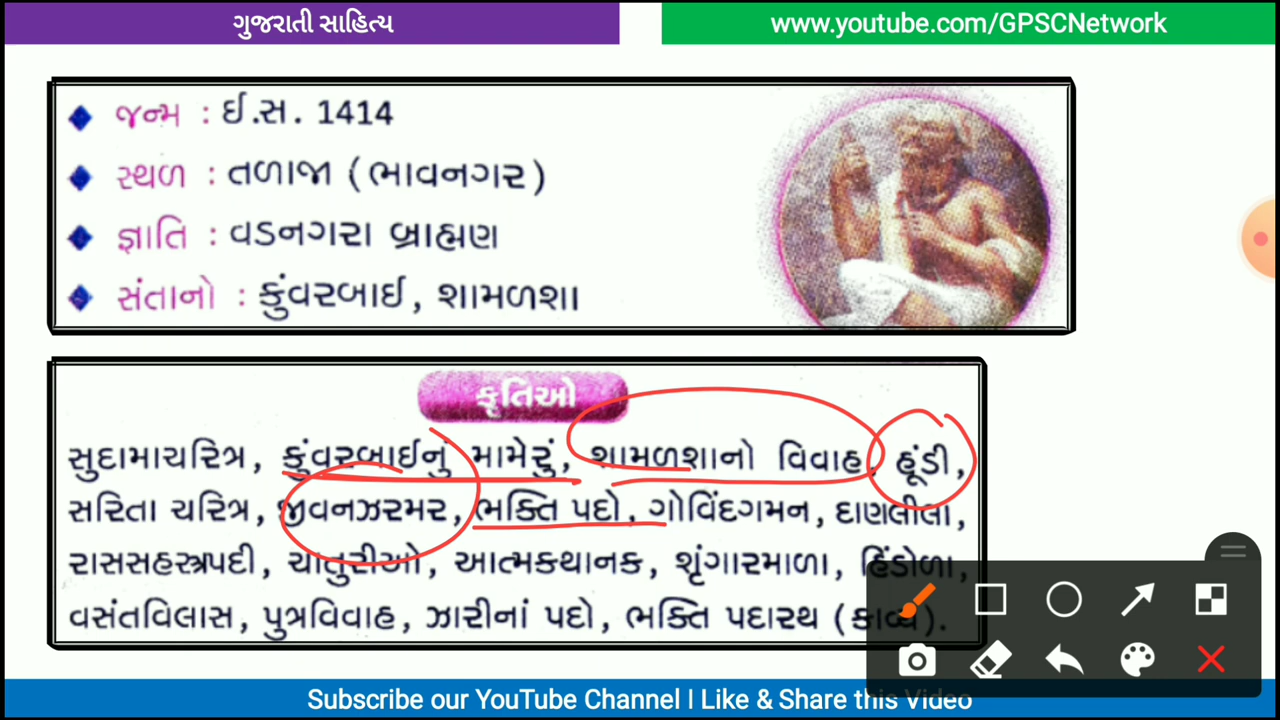 ગુજરાતી સાહિત્ય
www.youtube.com/GPSCNetwork
જન્મ : ઈ.સ. 1414
સ્થળ : તળાજા (ભાવનગર)
જ્ઞાતિ : વડનગરા બ્રાહ્મણ
સંતાનો : કુંવરબાઈ, શામળશા
કૃતિઓ
સુદામાચરિત્ર, કુંવરબાઈનું મામેરું, શામળશાનો વિવાહ, હૂંડી,
સરિતા ચરિત્ર, જીવનઝરમર, ભક્તિ પદો, ગોવિંદગમન, દાણલીલા,
રાસસહસ્ત્રપદી, ચાતુરીઓ, આત્મકથાનક, શૃંગારમાળા, હિંડોળા,
વસંતવિલાસ, પુત્રવિવાહ, ઝારીનાં પદો, ભક્તિ પદારથ (કાવ્ય).
Subscribe our YouTube Channel I Like & Share this Video